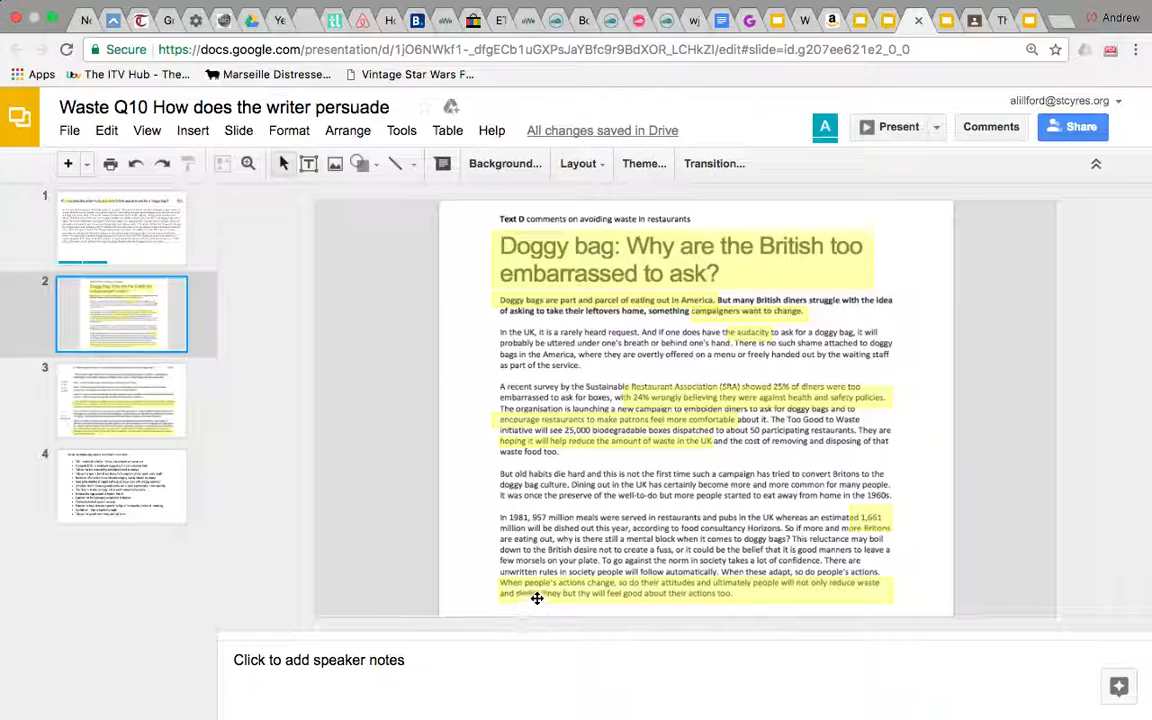 Andrew
Secure https://docs.google.com/presentation/d/1jO6NWkf1-_dfgECb1uGXPsJaYBfc9r9BdXOR_LCHkZI/edit#slide=id.g207ee621e2_0_0
Apps The ITV Hub - The... Marseille Distresse... Vintage Star Wars F...
Waste Q10 How does the writer persuade
alillford@stcyres.org
File Edit View Insert Slide Format Arrange Tools Table Help All changes saved in Drive
A Present Comments Share
Background... Layout Theme... Transition...
1
2
3
4
Text D comments on avoiding waste in restaurants
Doggy bag: Why are the British too
embarrassed to ask?
Doggy bags are part and parcel of eating out in America. But many British diners struggle with the idea
of asking to take their leftovers home, something campaigners want to change.
In the UK, it is a rarely heard request. And if one does have the audacity to ask for a doggy bag, it will
probably be uttered under one's breath or behind one's hand. There is no such shame attached to doggy
bags in the America, where they are overtly offered on a menu or freely handed out by the waiting staff
as part of the service.
A recent survey by the Sustainable Restaurant Association (SRA) showed 25% of diners were too
embarrassed to ask for boxes, with 24% wrongly believing they were against health and safety policies.
The organisation is launching a new campaign to embolden diners to ask for doggy bags and to
encourage restaurants to make patrons feel more comfortable about it. The Too Good To Waste
initiative will see 25,000 biodegradable boxes dispatched to about 50 participating restaurants. They are
hoping it will help reduce the amount of waste in the UK and the cost of removing and disposing of that
waste food too.
But old habits die hard and this is not the first time such a campaign has tried to convert Britons to the
doggy bag culture. Dining out in the UK has certainly become more and more common for many people.
It was once the preserve of the well-to-do but more people started to eat away from home in the 1960s.
In 1981, 957 million meals were served in restaurants and pubs in the UK whereas an estimated 1,661
million will be dished out this year, according to food consultancy Horizons. So if more and more Britons
are eating out, why is there still a mental block when it comes to doggy bags? This reluctance may boil
down to the British desire not to create a fuss, or it could be the belief that it is good manners to leave a
few morsels on your plate. To go against the norm in society takes a lot of confidence. There are
unwritten rules in society people will follow automatically. When these adapt, so do people's actions.
When people's actions change, so do their attitudes and ultimately people will not only reduce waste
and but thy will feel good about their actions too.
Click to add speaker notes